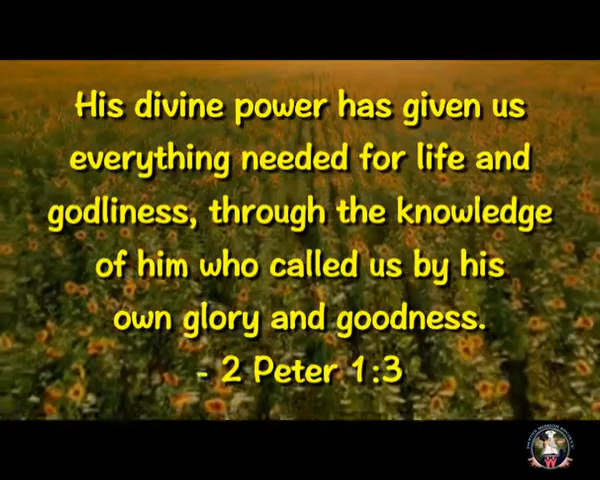 His divine power has given us
everything needed for life and
godliness, through the knowledge
of him who called us by his
own glory and goodness.
- 2 Peter 1:3